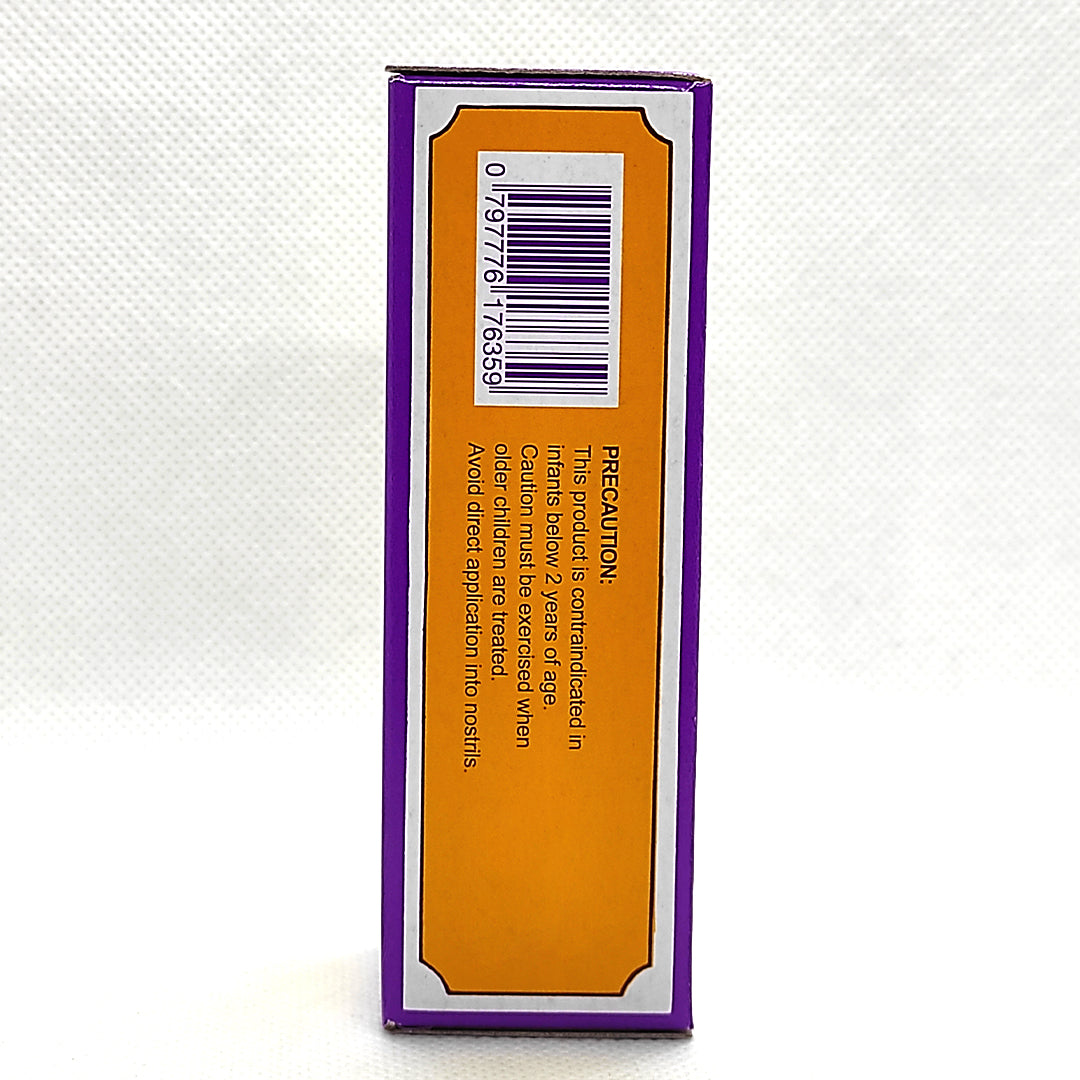 0 797776 176359
PRECAUTION:
This product is contraindicated in
infants below 2 years of age.
Caution must be exercised when
older children are treated.
Avoid direct application into nostrils.